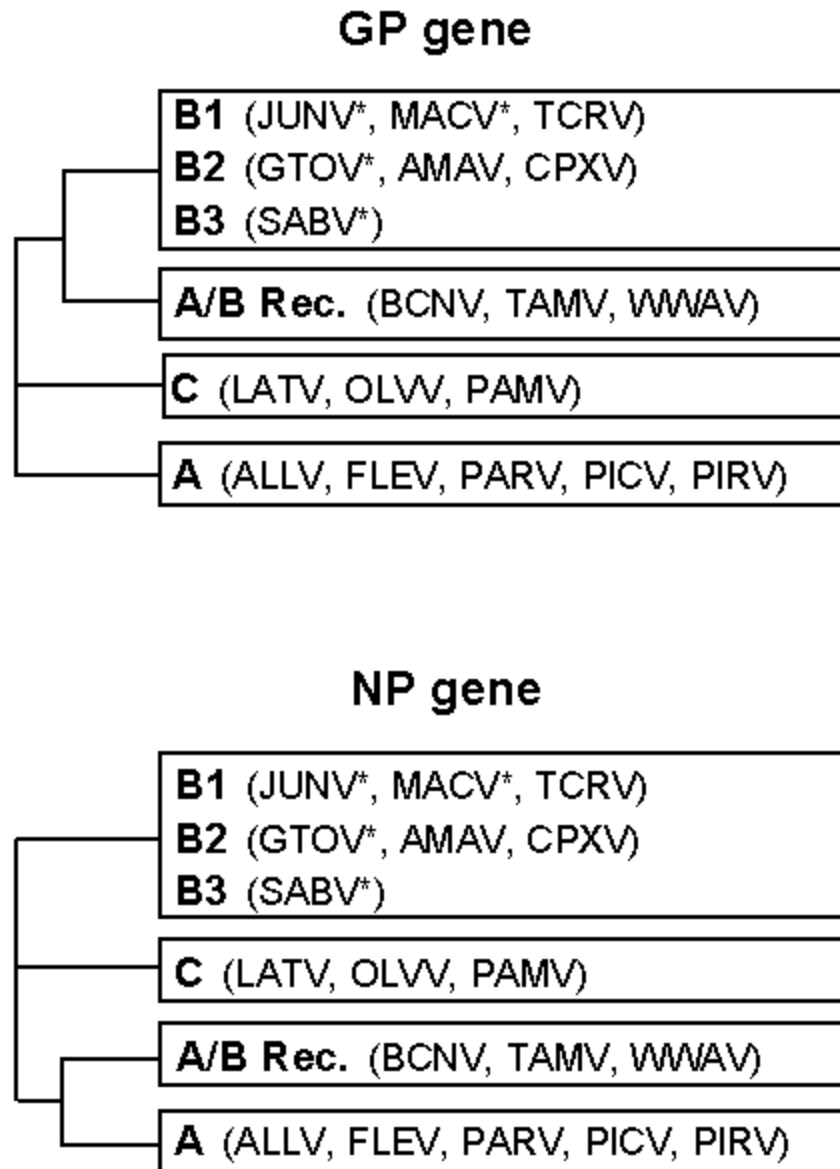 GP gene
B1 (JUNV*, MACV*, TCRV)
B2 (GTOV*, AMAV, CPXV)
B3 (SABV*)
A/B Rec. (BCNV, TAMV, WWAV)
C (LATV, OLVV, PAMV)
A (ALLV, FLEV, PARV, PICV, PIRV)
NP gene
B1 (JUNV*, MACV*, TCRV)
B2 (GTOV*, AMAV, CPXV)
B3 (SABV*)
C (LATV, OLVV, PAMV)
A/B Rec. (BCNV, TAMV, WWAV)
A (ALLV, FLEV, PARV, PICV, PIRV)